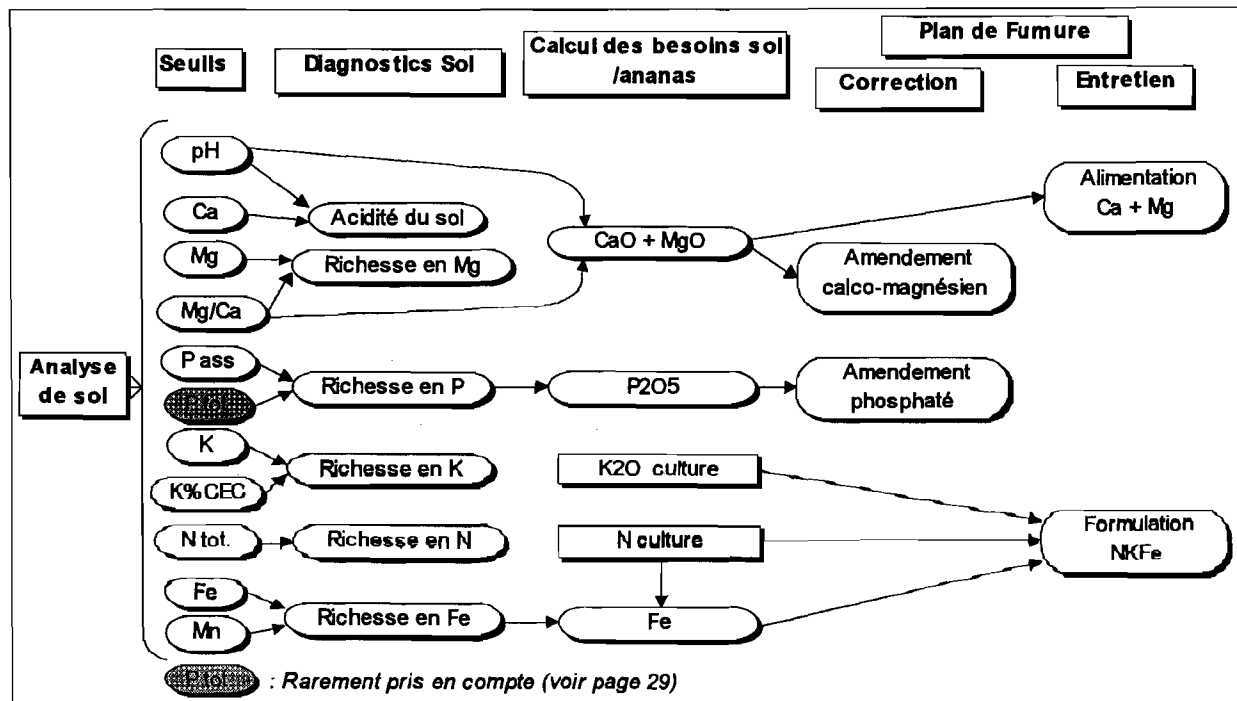 Plan de Fumure
Seuils
Diagnostics Sol
Calcul des besoins sol
/ananas
Correction
Entretien
pH
Ca
Mg
Mg/Ca
Acidité du sol
Richesse en Mg
CaO + MgO
Alimentation
Ca + Mg
Amendement
calco-magnésien
Analyse
de sol
P ass
P tot
Richesse en P
P2O5
Amendement
phosphaté
K
K% CEC
Richesse en K
K2O culture
N tot.
Richesse en N
N culture
Formulation
NKFe
Fe
Mn
Richesse en Fe
Fe
P tot : Rarement pris en compte (voir page 29)